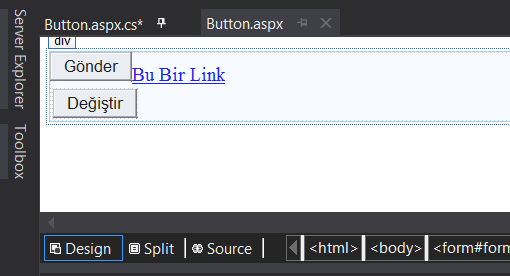 Server Explorer
Toolbox
Button.aspx.cs* Button.aspx
div
Gönder Bu Bir Link
Değiştir
Design Split Source <html> <body> <form#form